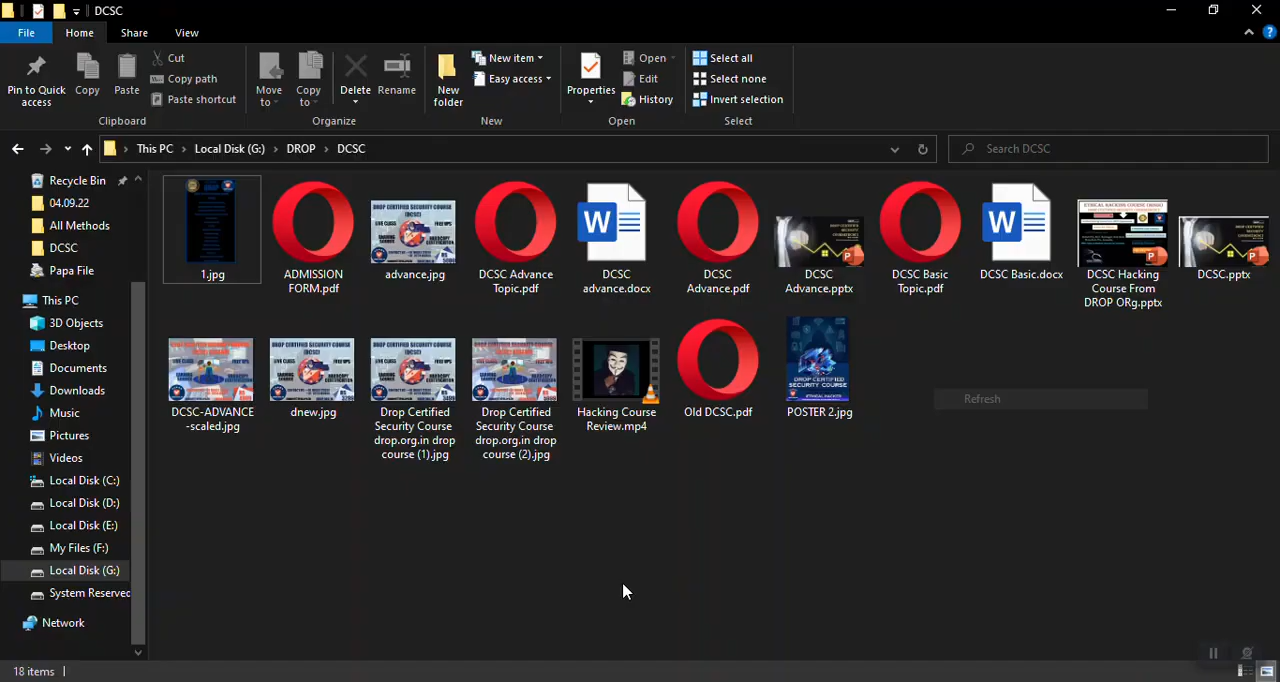 DCSC
File
Home
Share
View
Pin to Quick
access
Copy
Paste
Cut
Copy path
Paste shortcut
Clipboard
Move
to
Copy
to
Delete
Rename
Organize
New
folder
New item
Easy access
New
Properties
Open
Edit
History
Open
Select all
Select none
Invert selection
Select
This PC
Local Disk (G:)
DROP
DCSC
Search DCSC
Recycle Bin
04.09.22
All Methods
DCSC
Papa File
This PC
3D Objects
Desktop
Documents
Downloads
Music
Pictures
Videos
Local Disk (C:)
Local Disk (D:)
Local Disk (E:)
My Files (F:)
Local Disk (G:)
System Reserved
Network
1.jpg
ADMISSION
FORM.pdf
advance.jpg
DCSC Advance
Topic.pdf
DCSC
advance.docx
DCSC
Advance.pdf
DCSC
Advance.pptx
DCSC Basic
Topic.pdf
DCSC Basic.docx
DCSC Hacking
Course From
DROP ORg.pptx
DCSC.pptx
DCSC-ADVANCE
-scaled.jpg
dnew.jpg
Drop Certified
Security Course
drop.org.in drop
course (1).jpg
Drop Certified
Security Course
drop.org.in drop
course (2).jpg
Hacking Course
Review.mp4
Old DCSC.pdf
DROP CERTIFIED
SECURITY COURSE
POSTER 2.jpg
Refresh
18 items